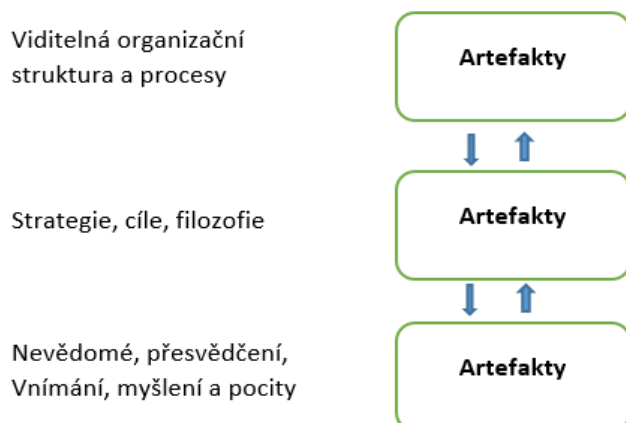 Viditelná organizační
struktura a procesy
Artefakty
Strategie, cíle, filozofie
Artefakty
Nevědomé, přesvědčení,
Vnímání, myšlení a pocity
Artefakty